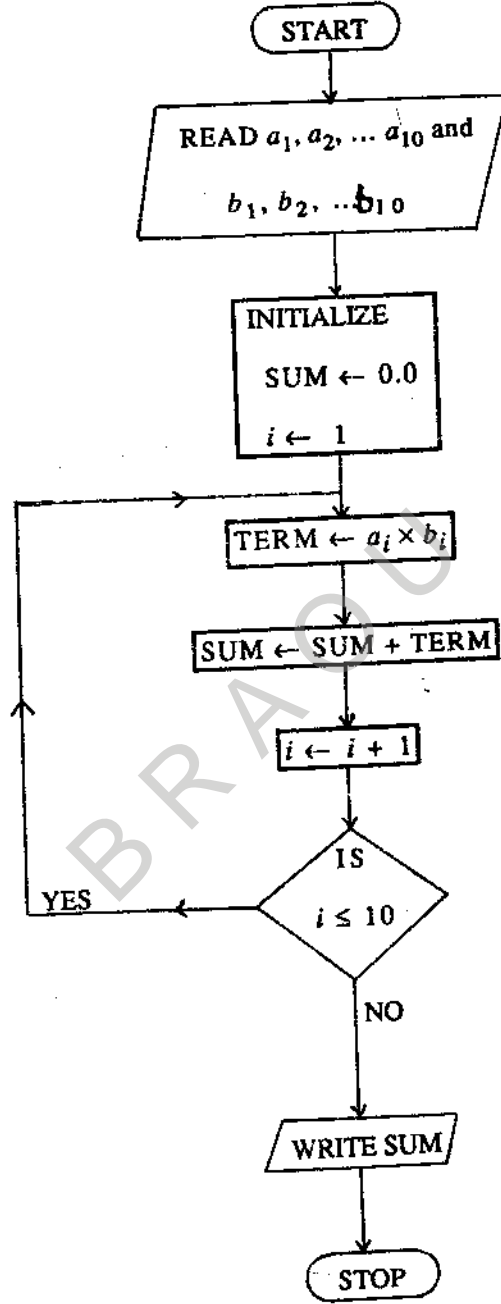 START
READ a₁, a₂, ... a₁₀ and
b₁, b₂, ...b₁₀
INITIALIZE
SUM ← 0.0
i ← 1
TERM ← aᵢ × bᵢ
SUM ← SUM + TERM
i ← i + 1
IS
i ≤ 10
YES
NO
WRITE SUM
STOP
BRAOU